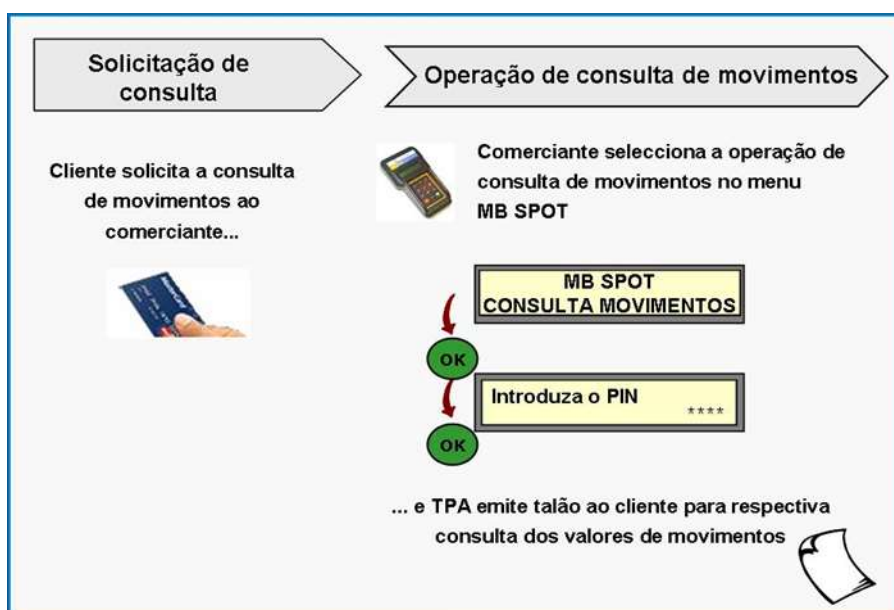 Solicitação de
consulta
Operação de consulta de movimentos
Cliente solicita a consulta
de movimentos ao
comerciante...
Comerciante selecciona a operação de
consulta de movimentos no menu
MB SPOT
MasterCard
MB SPOT
CONSULTA MOVIMENTOS
OK
Introduza o PIN
****
OK
... e TPA emite talão ao cliente para respectiva
consulta dos valores de movimentos